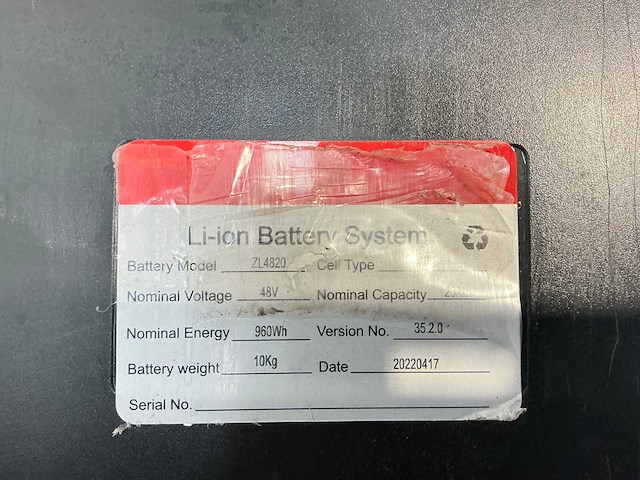 Li-ion Battery System
Battery Model ZL4820 Cell Type
Nominal Voltage 48V Nominal Capacity 20Ah
Nominal Energy 960Wh Version No. 35.2.0
Battery weight 10Kg Date 20220417
Serial No.